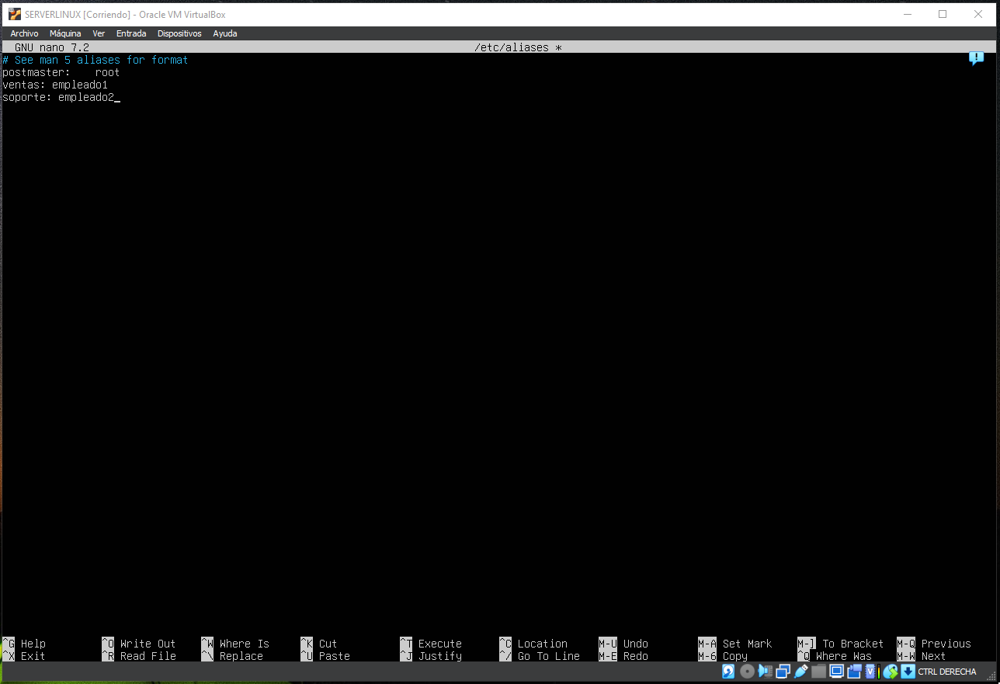 SERVERLINUX [Corriendo] - Oracle VM VirtualBox
Archivo Máquina Ver Entrada Dispositivos Ayuda
GNU nano 7.2 /etc/aliases *
# See man 5 aliases for format
postmaster: root
ventas: empleado1
soporte: empleado2_
^G Help ^O Write Out ^W Where Is ^K Cut ^T Execute ^C Location M-U Undo M-A Set Mark M-] To Bracket M-Q Previous
^X Exit ^R Read File ^\ Replace ^U Paste ^J Justify ^/ Go To Line M-E Redo M-6 Copy ^Q Where Was M-W Next
CTRL DERECHA